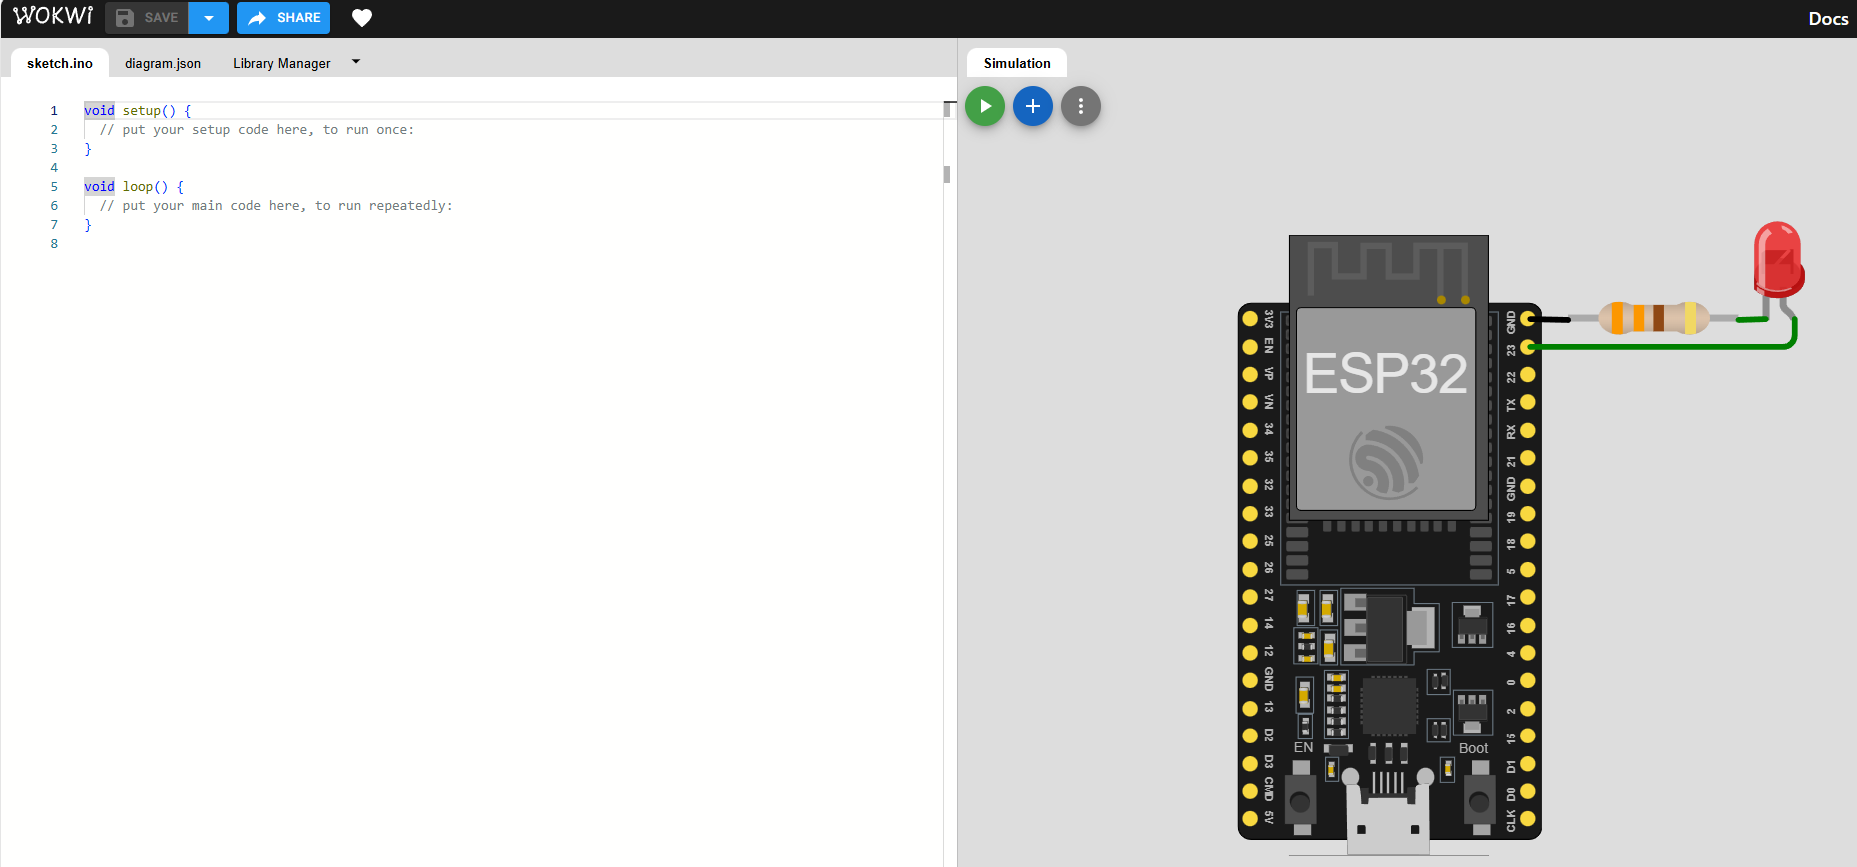 WOKWI SAVE SHARE Docs
sketch.ino diagram.json Library Manager
Simulation
1 void setup() {
2 // put your setup code here, to run once:
3 }
4
5 void loop() {
6 // put your main code here, to run repeatedly:
7 }
8
ESP32
3V3
EN
VP
VN
34
35
32
33
25
26
27
14
12
GND
13
D2
D3
CMD
5V
GND
23
22
TX
RX
21
GND
19
18
5
17
16
4
0
2
15
D1
D0
CLK
EN
Boot